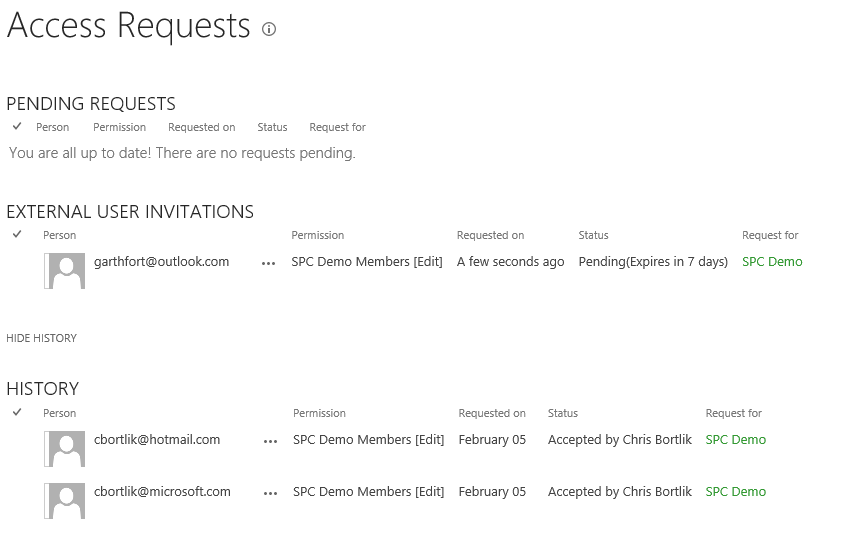 Access Requests
PENDING REQUESTS
Person Permission Requested on Status Request for
You are all up to date! There are no requests pending.
EXTERNAL USER INVITATIONS
Person Permission Requested on Status Request for
garthfort@outlook.com ... SPC Demo Members [Edit] A few seconds ago Pending(Expires in 7 days) SPC Demo
HIDE HISTORY
HISTORY
Person Permission Requested on Status Request for
cbortlik@hotmail.com ... SPC Demo Members [Edit] February 05 Accepted by Chris Bortlik SPC Demo
cbortlik@microsoft.com ... SPC Demo Members [Edit] February 05 Accepted by Chris Bortlik SPC Demo